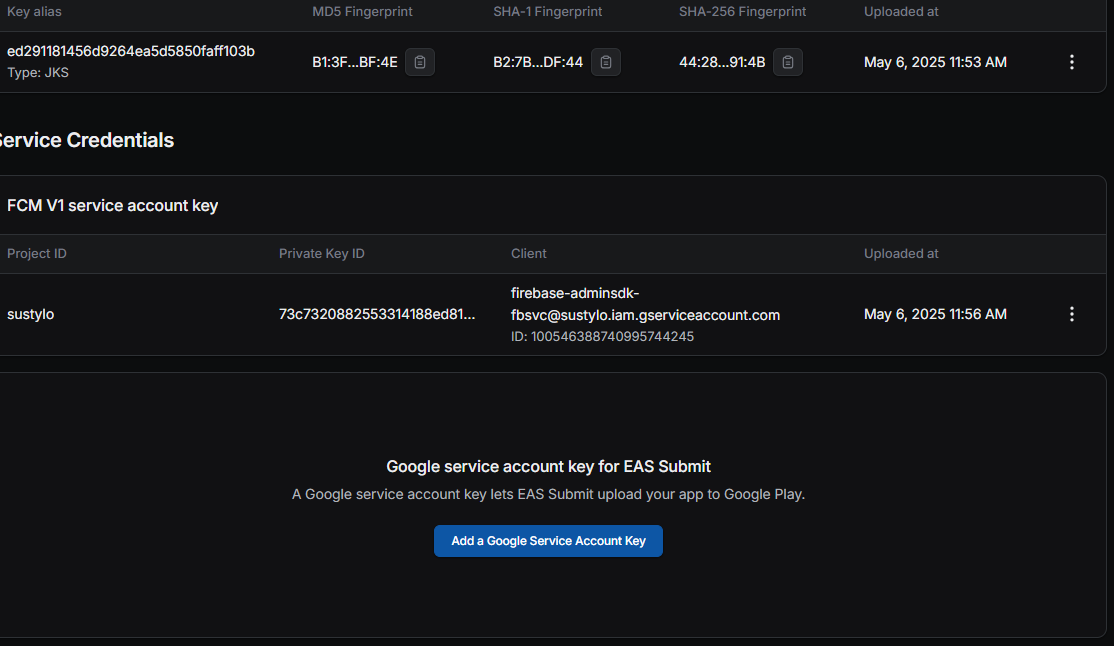 Key alias MD5 Fingerprint SHA-1 Fingerprint SHA-256 Fingerprint Uploaded at
ed291181456d9264ea5d5850faff103b
Type: JKS
B1:3F...BF:4E B2:7B...DF:44 44:28...91:4B May 6, 2025 11:53 AM
Service Credentials
FCM V1 service account key
Project ID Private Key ID Client Uploaded at
sustylo 73c7320882553314188ed81... firebase-adminsdk-
fbsvc@sustylo.iam.gserviceaccount.com
ID: 100546388740995744245
May 6, 2025 11:56 AM
Google service account key for EAS Submit
A Google service account key lets EAS Submit upload your app to Google Play.
Add a Google Service Account Key